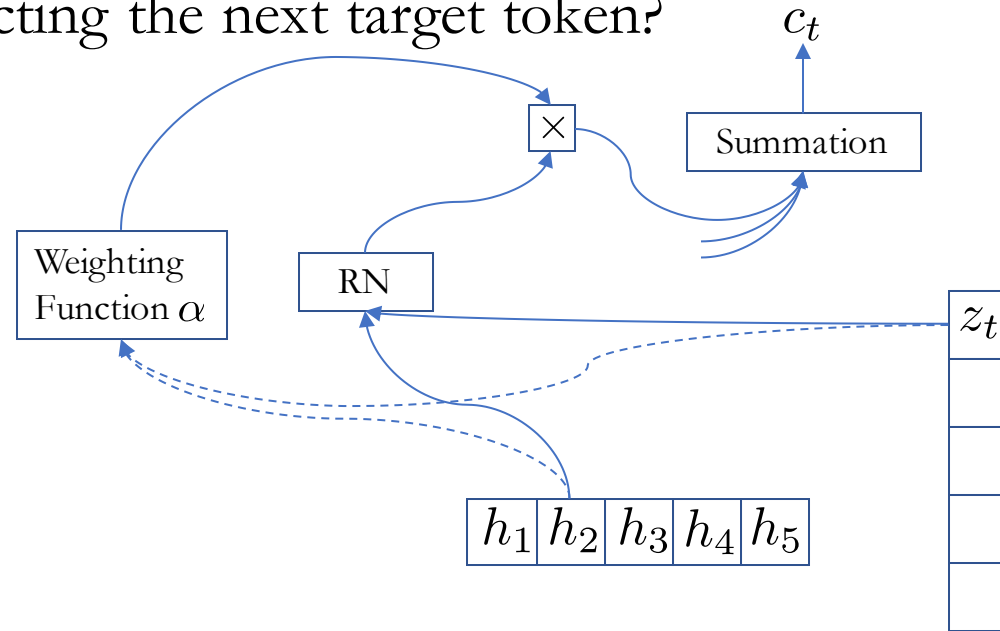 cting the next target token?
c_t
×
Summation
Weighting
Function α
RN
z_t
h_1 h_2 h_3 h_4 h_5